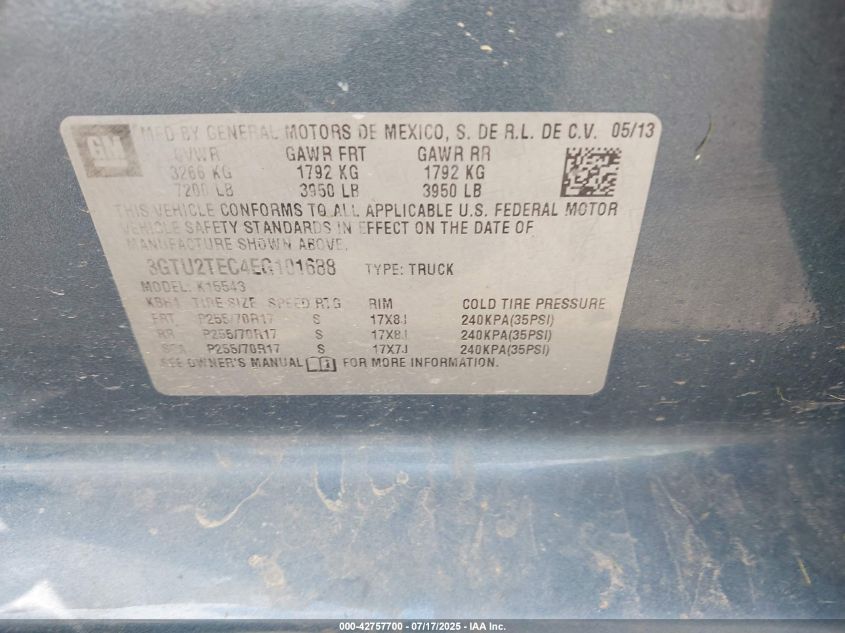 GM
MFD BY GENERAL MOTORS DE MEXICO, S. DE R.L. DE C.V. 05/13
GVWR GAWR FRT GAWR RR
3266 KG 1792 KG 1792 KG
7200 LB 3950 LB 3950 LB
THIS VEHICLE CONFORMS TO ALL APPLICABLE U.S. FEDERAL MOTOR
VEHICLE SAFETY STANDARDS IN EFFECT ON THE DATE OF
MANUFACTURE SHOWN ABOVE.
3GTU2TEC4EG101688 TYPE: TRUCK
MODEL: K15543
TIRE SIZE SPEED RTG RIM COLD TIRE PRESSURE
FRT P255/70R17 S 17X8J 240KPA(35PSI)
RR P255/70R17 S 17X8J 240KPA(35PSI)
SPA P255/70R17 S 17X7J 240KPA(35PSI)
SEE OWNER'S MANUAL FOR MORE INFORMATION.
000-42757700 - 07/17/2025 - IAA Inc.